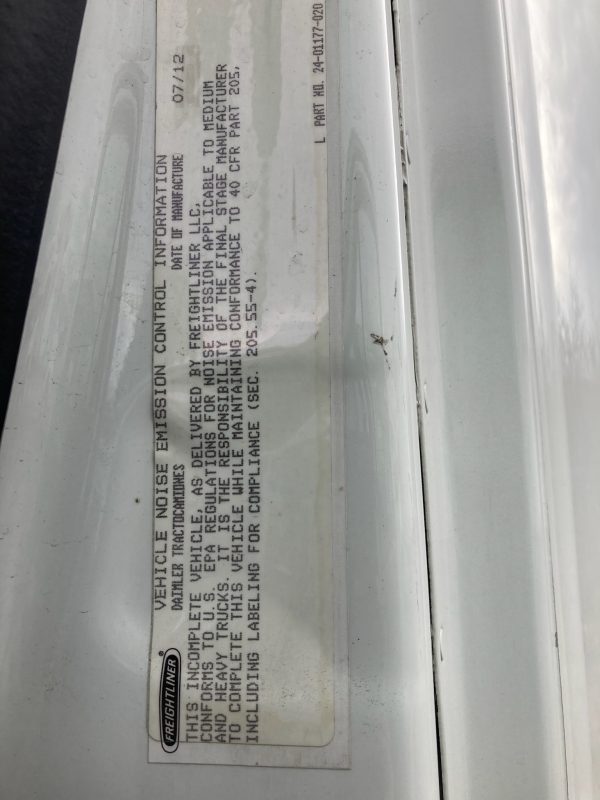 FREIGHTLINER®
VEHICLE NOISE EMISSION CONTROL INFORMATION
DAIMLER TRACTOCAMIONES DATE OF MANUFACTURE 07/12
THIS INCOMPLETE VEHICLE, AS DELIVERED BY FREIGHTLINER LLC,
CONFORMS TO U.S. EPA REGULATIONS FOR NOISE EMISSION APPLICABLE TO MEDIUM
AND HEAVY TRUCKS. IT IS THE RESPONSIBILITY OF THE FINAL STAGE MANUFACTURER
TO COMPLETE THIS VEHICLE WHILE MAINTAINING CONFORMANCE TO 40 CFR PART 205,
INCLUDING LABELING FOR COMPLIANCE (SEC. 205.55-4).
L PART NO. 24-01177-020